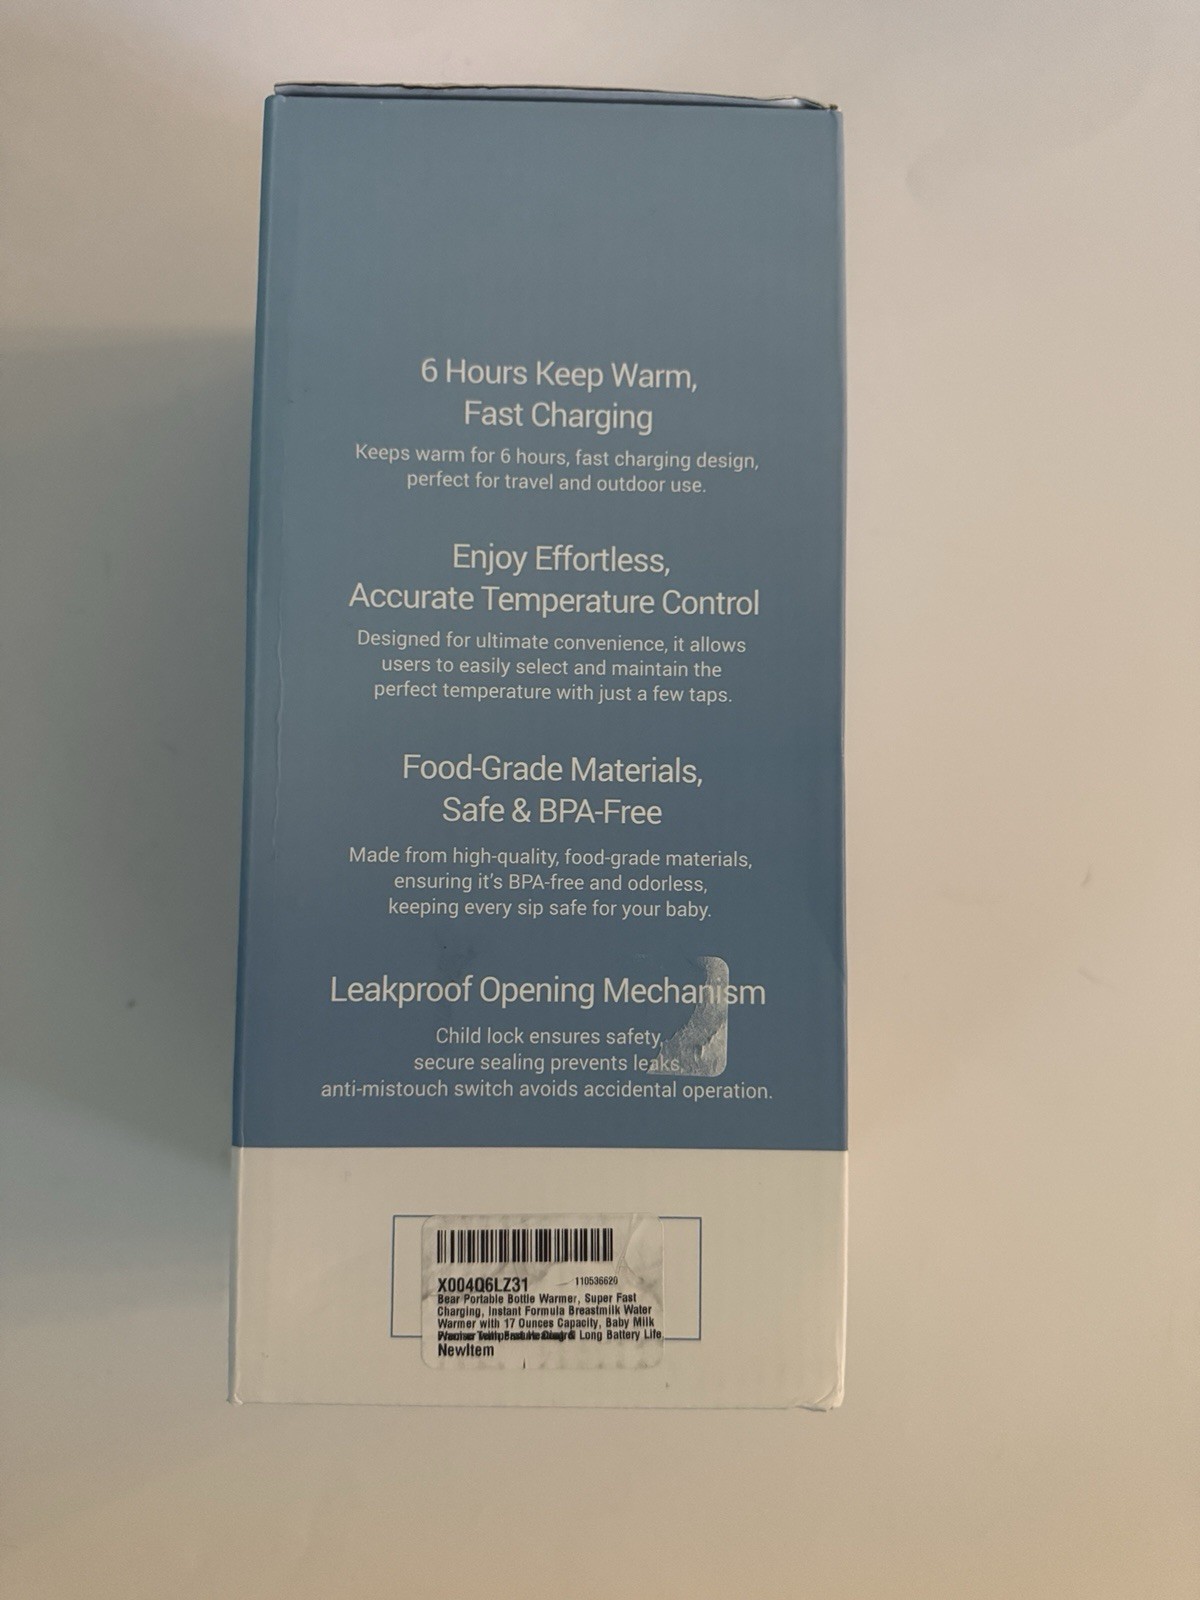 6 Hours Keep Warm,
Fast Charging
Keeps warm for 6 hours, fast charging design,
perfect for travel and outdoor use.
Enjoy Effortless,
Accurate Temperature Control
Designed for ultimate convenience, it allows
users to easily select and maintain the
perfect temperature with just a few taps.
Food-Grade Materials,
Safe & BPA-Free
Made from high-quality, food-grade materials,
ensuring it's BPA-free and odorless,
keeping every sip safe for your baby.
Leakproof Opening Mechanism
Child lock ensures safety,
secure sealing prevents leaks,
anti-mistouch switch avoids accidental operation.
X004Q6LZ31 110536620
Bear Portable Bottle Warmer, Super Fast
Charging, Instant Formula Breastmilk Water
Warmer with 17 Ounces Capacity, Baby Milk
Long Battery Life
NewItem